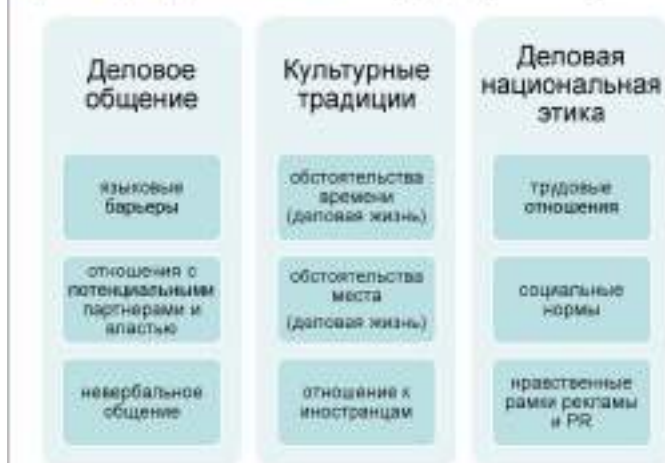 Деловое
общение
языковые
барьеры
отношения с
потенциальными
партнерами и
властью
невербальное
общение
Культурные
традиции
обстоятельства
времени
(деловая жизнь)
обстоятельства
места
(деловая жизнь)
отношение к
иностранцам
Деловая
национальная
этика
трудовые
отношения
социальные
нормы
нравственные
рамки рекламы
и PR